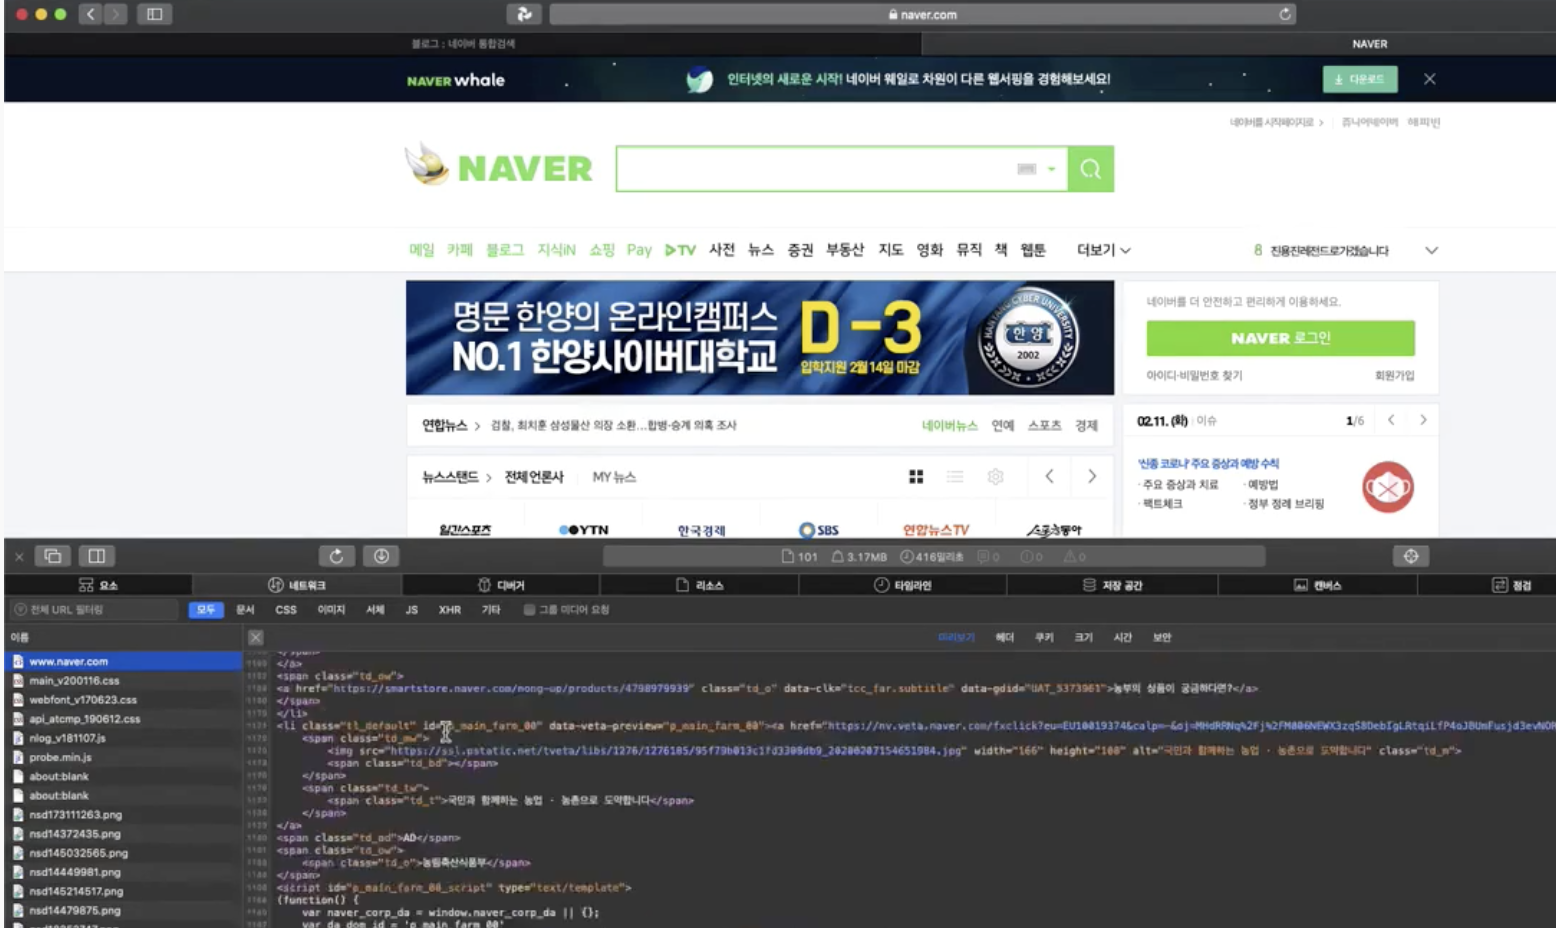 naver.com
블로그 : 네이버 통합검색
NAVER
NAVER whale
인터넷의 새로운 시작! 네이버 웨일로 차원이 다른 웹서핑을 경험해보세요!
다운로드
네이버를 시작페이지로 >
쥬니어네이버 해피빈
NAVER
메일 카페 블로그 지식iN 쇼핑 Pay TV 사전 뉴스 증권 부동산 지도 영화 뮤직 책 웹툰 더보기
8 진용진레전드로가겠습니다
명문 한양의 온라인캠퍼스
NO.1 한양사이버대학교
D-3
입학지원 2월 14일 마감
HANYANG CYBER UNIVERSITY
한양
2002
네이버를 더 안전하고 편리하게 이용하세요.
NAVER 로그인
아이디·비밀번호 찾기
회원가입
연합뉴스 > 검찰, 최치훈 삼성물산 의장 소환...합병·승계 의혹 조사
네이버뉴스 연예 스포츠 경제
02.11. (화) 이슈
1/6
뉴스스탠드 > 전체 언론사 MY 뉴스
'신종 코로나' 주요 증상과 예방 수칙
· 주요 증상과 치료 · 예방법
· 팩트체크 · 정부 정례 브리핑
일간스포츠 YTN 한국경제 SBS 연합뉴스TV 스포츠동아
101 3.17MB 416밀리초 0 0 0
요소 네트워크 디버거 리소스 타임라인 저장 공간 캔버스 점검
전체 URL 필터링 모두 문서 CSS 이미지 서체 JS XHR 기타 그룹 미디어 요청
이름
미리보기 헤더 쿠키 크기 시간 보안
www.naver.com
main_v200116.css
webfont_v170623.css
api_atcmp_190612.css
nlog_v181107.js
probe.min.js
about:blank
about:blank
nsd173111263.png
nsd14372435.png
nsd145032565.png
nsd14449981.png
nsd145214517.png
nsd14479875.png
</a>
<span class="td_ow">
<a href="https://smartstore.naver.com/nong-up/products/4798979939" class="td_o" data-clk="tcc_far.subtitle" data-gdid="UAT_3373961">농부의 상품이 궁금하다면?</a>
</span>
</li>
<li class="tl_default" id="p_main_farm_00" data-veta-preview="p_main_farm_00"><a href="https://nv.veta.naver.com/fxclick?eu=EU10019374&calp=-&oj=
<span class="td_mw">
<img src="https://ssl.pstatic.net/tveta/libs/1276/1276185/ width="166" height="108" alt="국민과 함께하는 농업 · 농촌으로 도약합니다" class="td_m">
<span class="td_bd"></span>
</span>
<span class="td_tw">
<span class="td_t">국민과 함께하는 농업 · 농촌으로 도약합니다</span>
</span>
</a>
<span class="td_ad">AD</span>
<span class="td_ow">
<span class="td_o">농림축산식품부</span>
</span>
<script id="p_main_farm_00_script" type="text/template">
(function() {
var naver_corp_da = window.naver_corp_da || {};
var da_dom_id = 'p_main_farm_00'